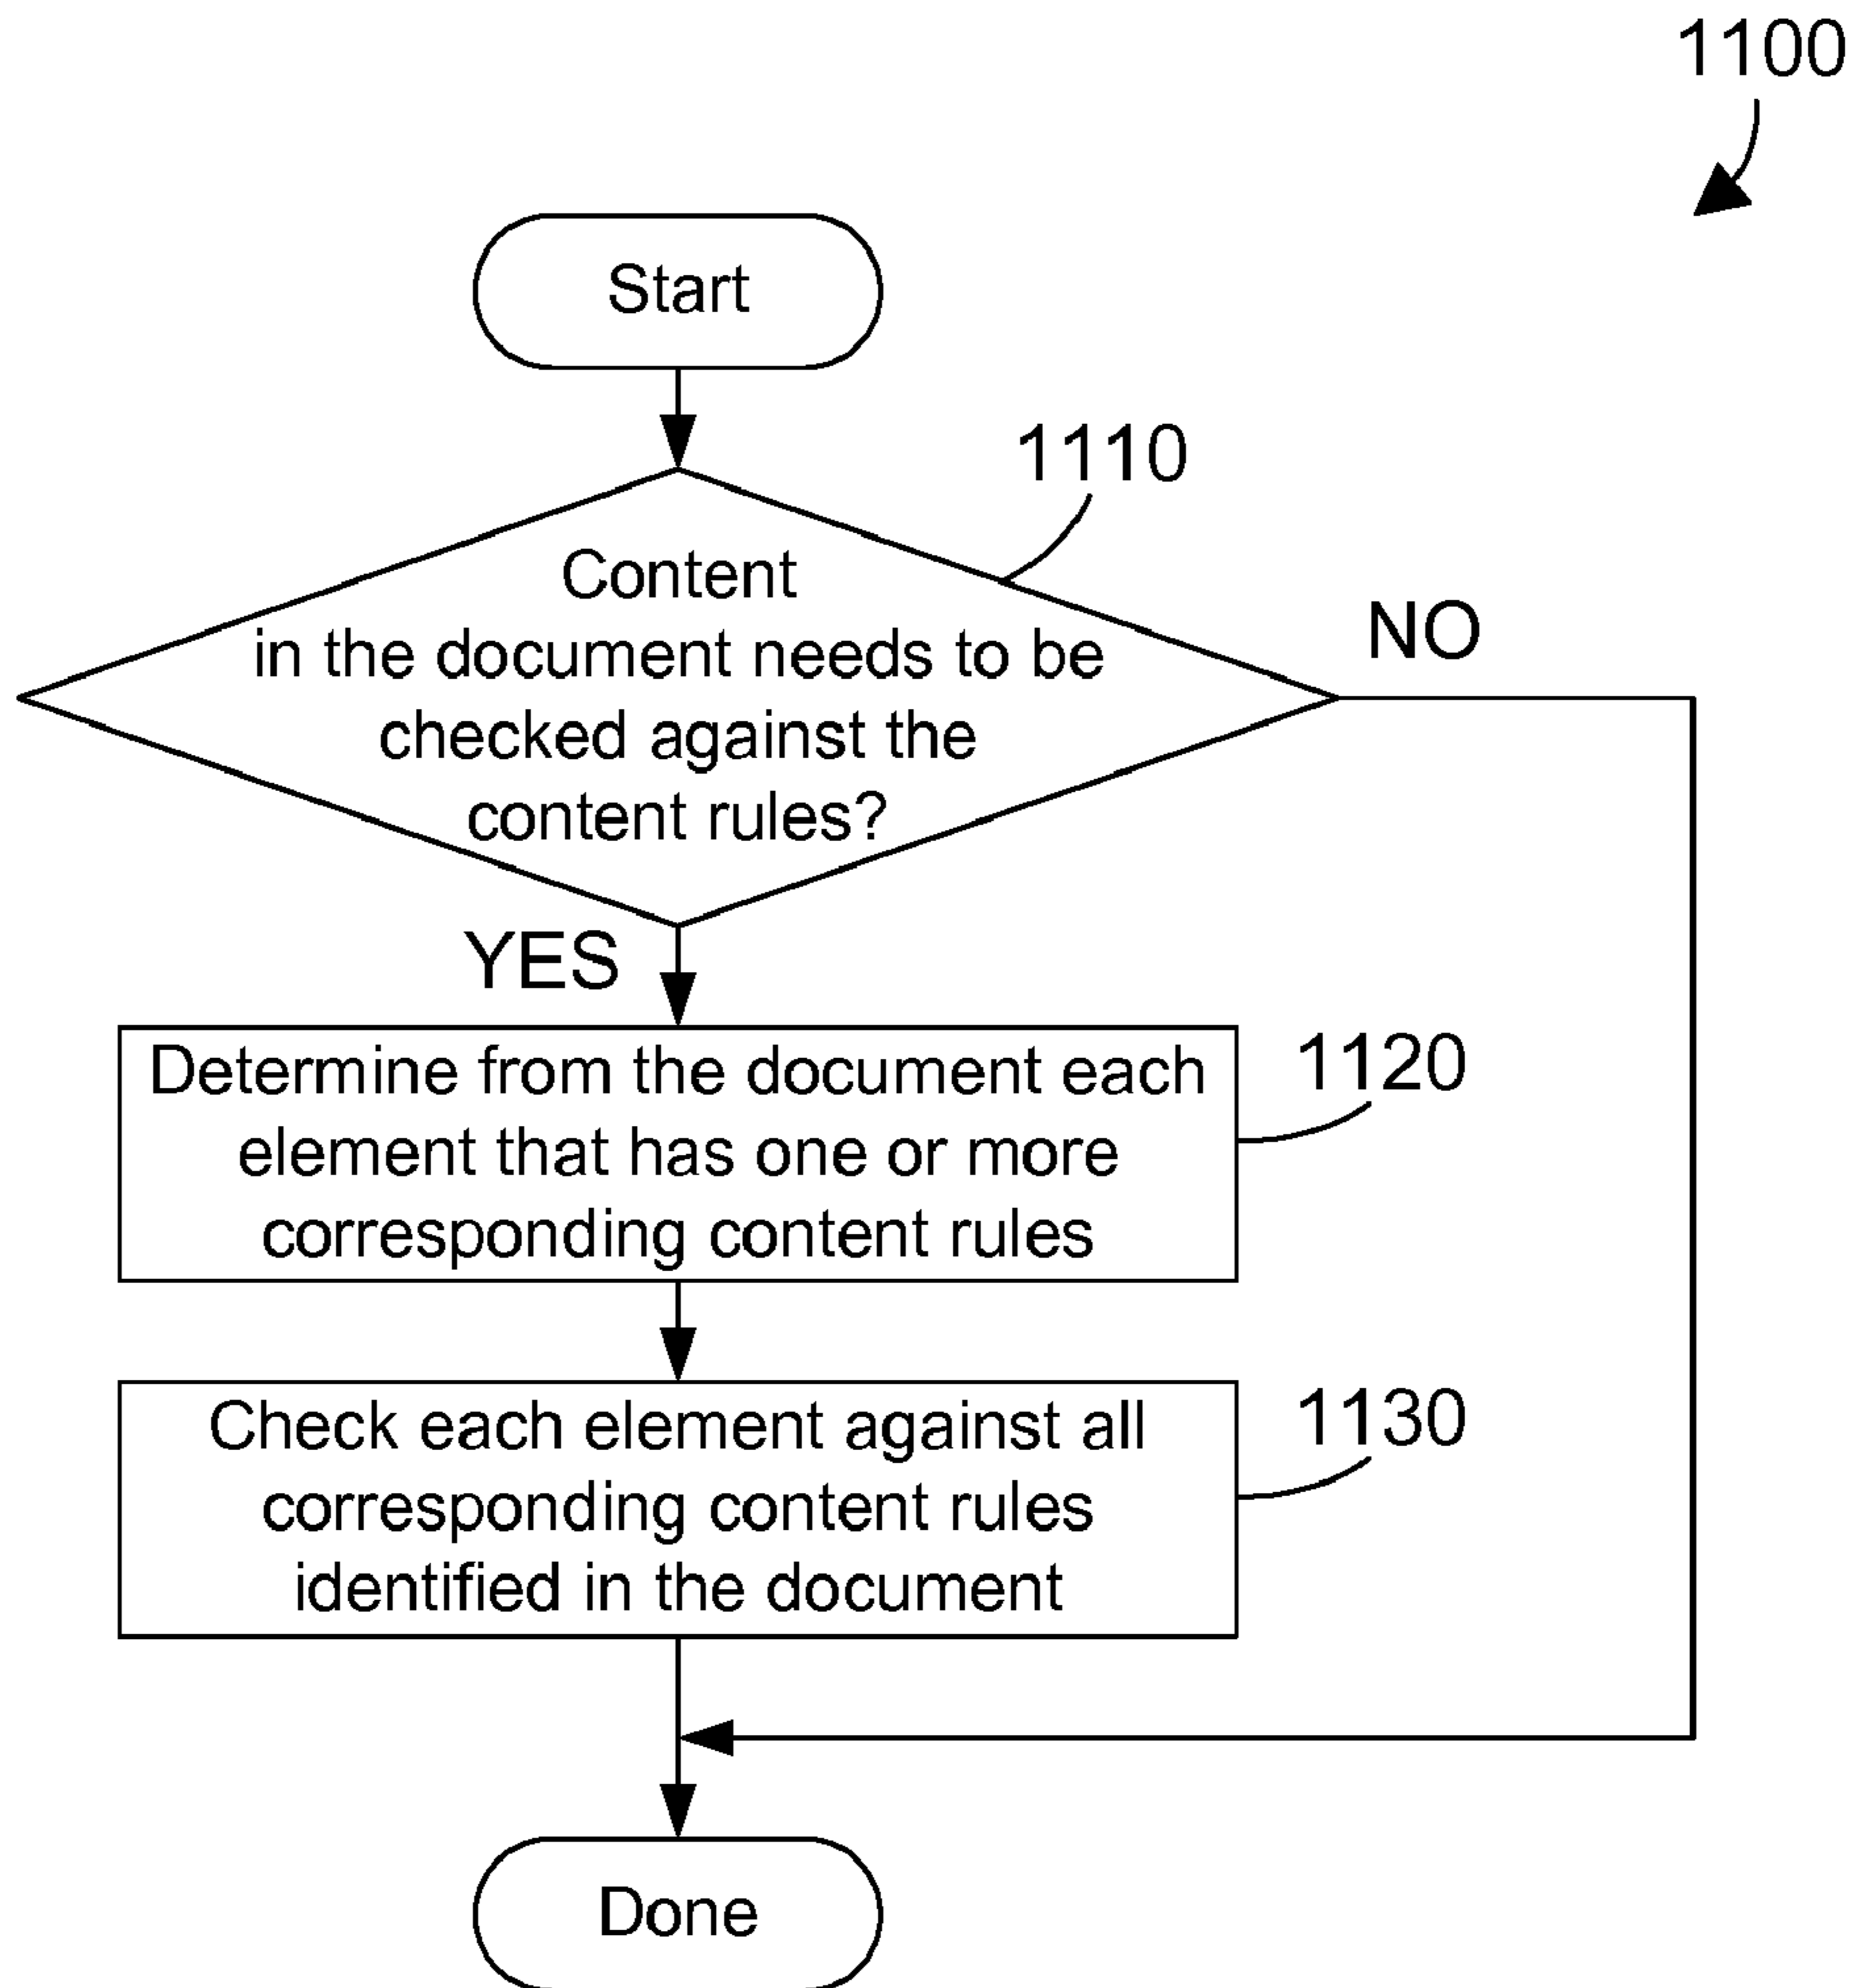 1100
Start
1110
Content
in the document needs to be
checked against the
content rules?
NO
YES
Determine from the document each
element that has one or more
corresponding content rules
1120
Check each element against all
corresponding content rules
identified in the document
1130
Done